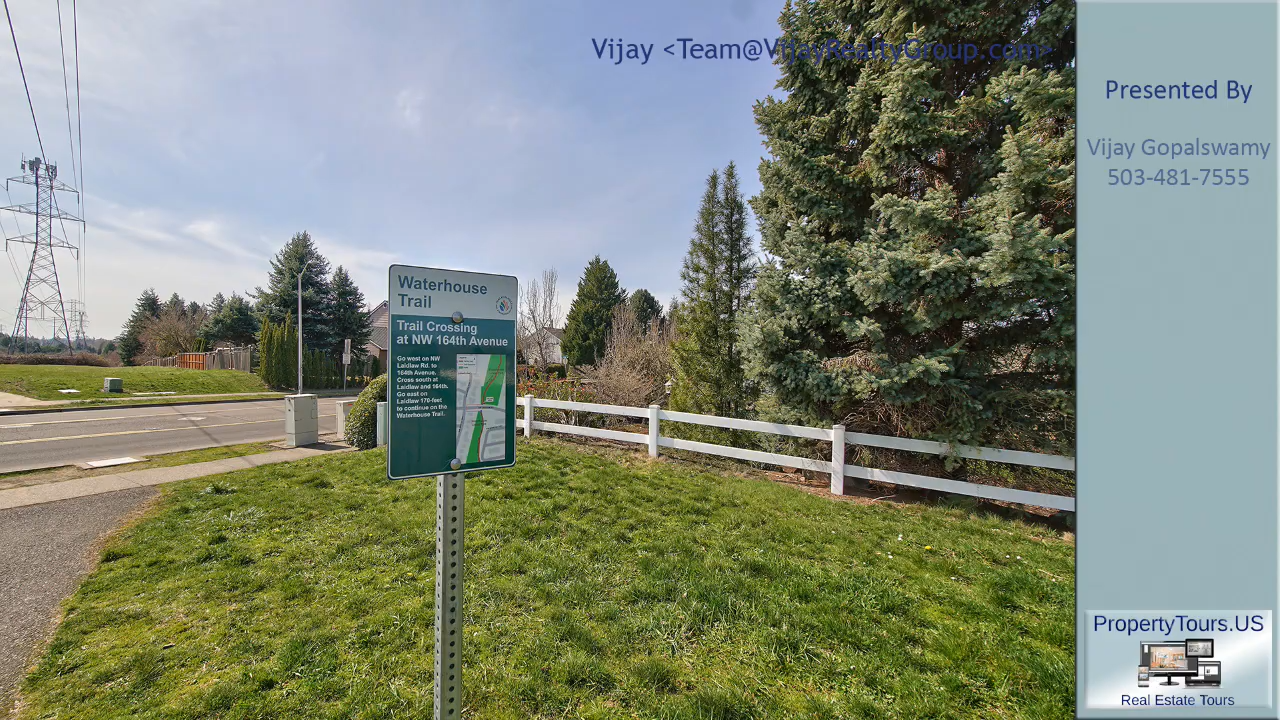 Vijay <Team@VijayRealtyGroup.com>
Presented By
Vijay Gopalswamy
503-481-7555
Waterhouse
Trail
Trail Crossing
at NW 164th Avenue
Go west on NW
Laidlaw Rd. to
164th Avenue.
Cross south at
Laidlaw and 164th.
Go east on
Laidlaw 170-feet
to continue on the
Waterhouse Trail.
PropertyTours.US
Real Estate Tours